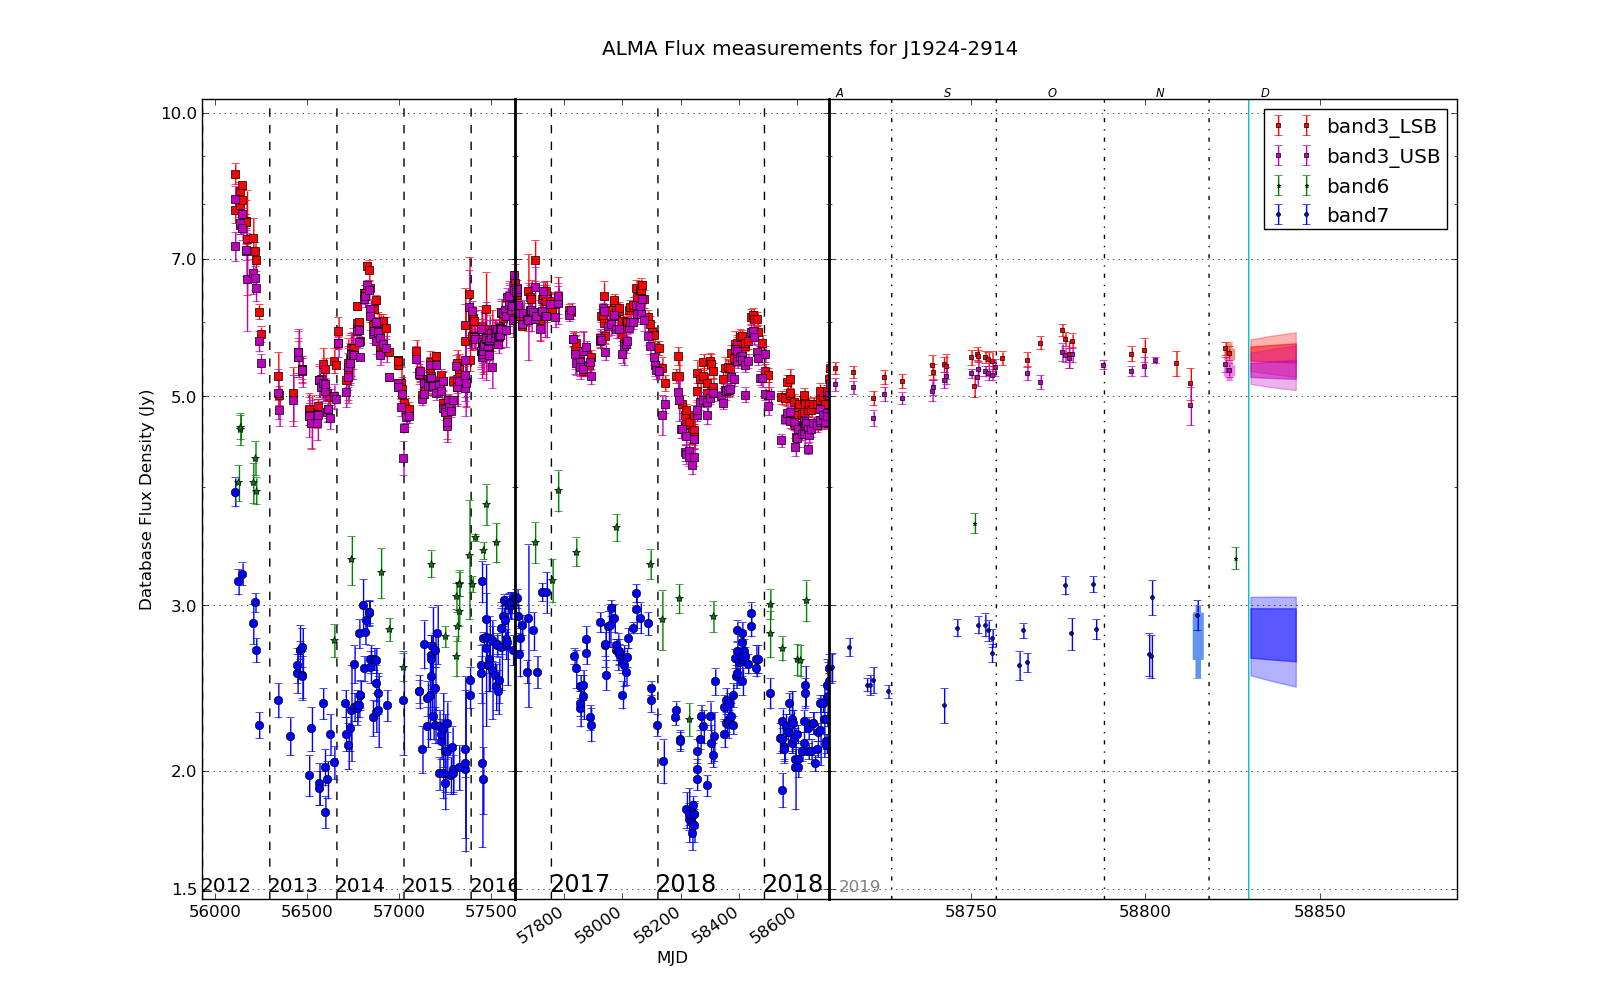 ALMA Flux measurements for J1924-2914
A S O N D
10.0
7.0
5.0
3.0
2.0
1.5
Database Flux Density (Jy)
band3_LSB
band3_USB
band6
band7
2012 2013 2014 2015 2016 2017 2018 2018 2019
56000 56500 57000 57500 57800 58000 58200 58400 58600 58750 58800 58850
MJD